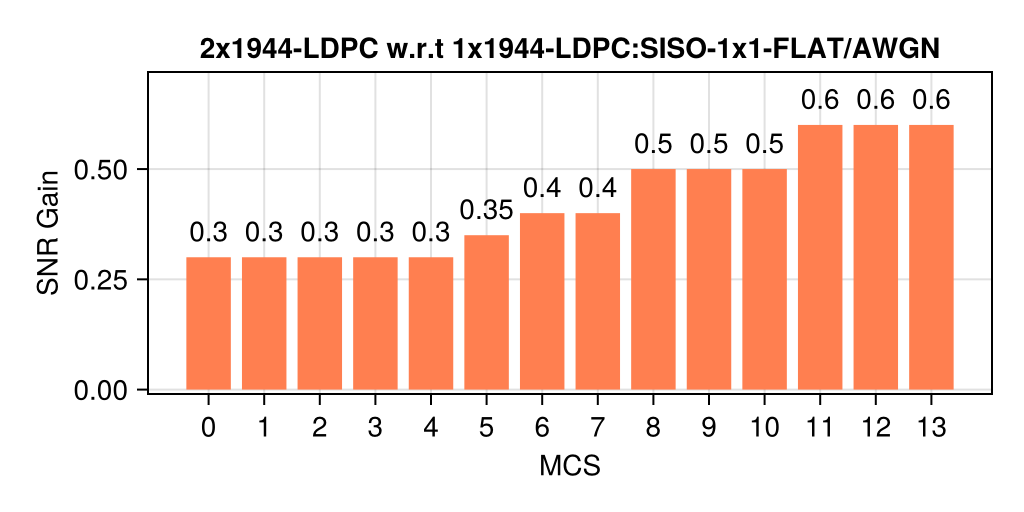 2x1944-LDPC w.r.t 1x1944-LDPC:SISO-1x1-FLAT/AWGN
SNR Gain
0.50
0.25
0.00
0.3 0.3 0.3 0.3 0.3 0.35 0.4 0.4 0.5 0.5 0.5 0.6 0.6 0.6
0 1 2 3 4 5 6 7 8 9 10 11 12 13
MCS